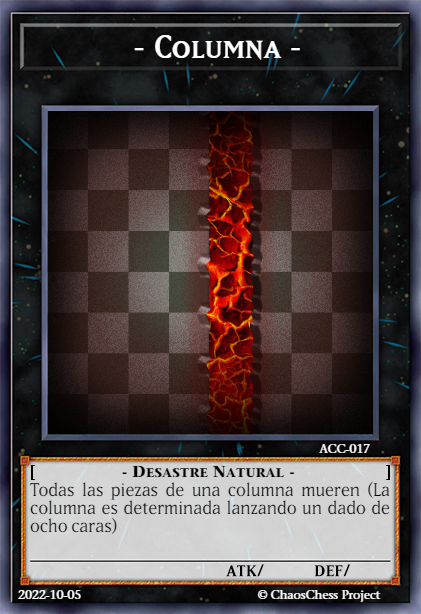 - Columna -
ACC-017
[ - Desastre Natural - ]
Todas las piezas de una columna mueren (La
columna es determinada lanzando un dado de
ocho caras)
ATK/ DEF/
2022-10-05 © ChaosChess Project